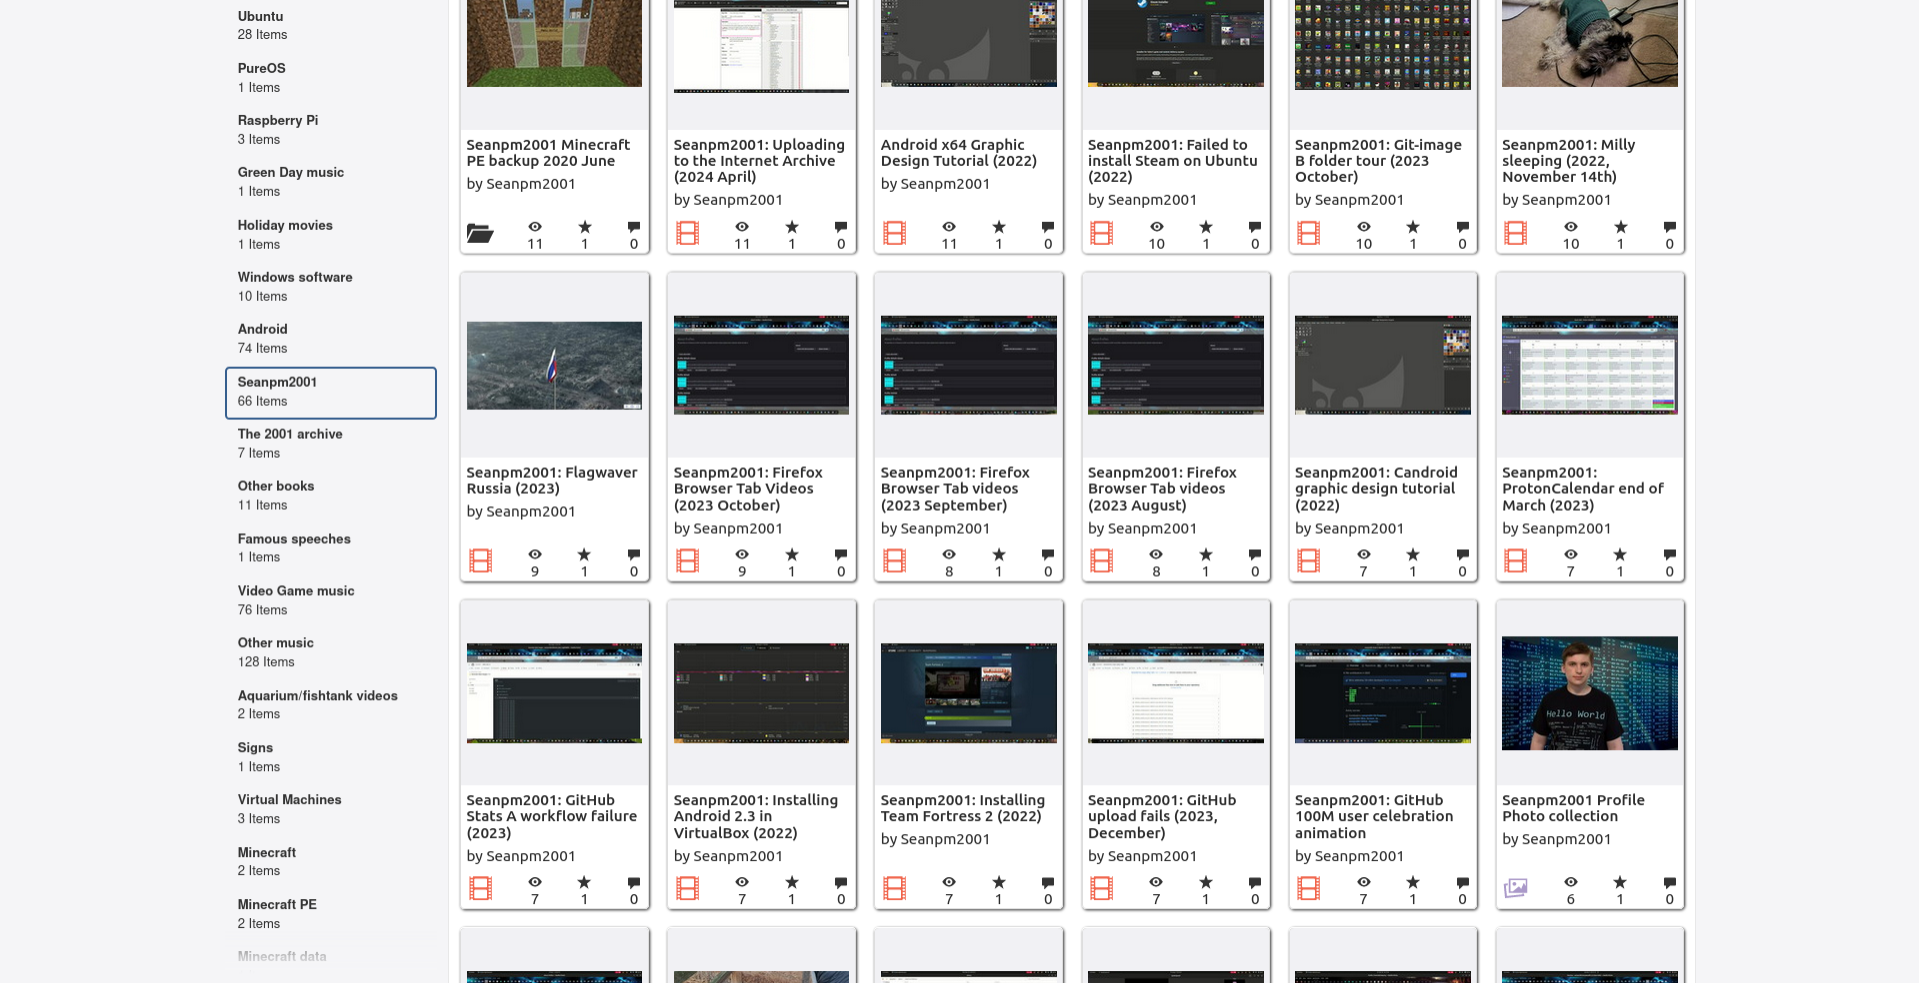 Ubuntu
28 Items
PureOS
1 Items
Raspberry Pi
3 Items
Green Day music
1 Items
Holiday movies
1 Items
Windows software
10 Items
Android
74 Items
Seanpm2001
66 Items
The 2001 archive
7 Items
Other books
11 Items
Famous speeches
1 Items
Video Game music
76 Items
Other music
128 Items
Aquarium/fishtank videos
2 Items
Signs
1 Items
Virtual Machines
3 Items
Minecraft
2 Items
Minecraft PE
2 Items
Minecraft data
Seanpm2001 Minecraft
PE backup 2020 June
by Seanpm2001
11 1 0
Seanpm2001: Uploading
to the Internet Archive
(2024 April)
by Seanpm2001
11 1 0
Android x64 Graphic
Design Tutorial (2022)
by Seanpm2001
11 1 0
Seanpm2001: Failed to
install Steam on Ubuntu
(2022)
by Seanpm2001
10 1 0
Seanpm2001: Git-image
B folder tour (2023
October)
by Seanpm2001
10 1 0
Seanpm2001: Milly
sleeping (2022,
November 14th)
by Seanpm2001
10 1 0
Seanpm2001: Flagwaver
Russia (2023)
by Seanpm2001
9 1 0
Seanpm2001: Firefox
Browser Tab Videos
(2023 October)
by Seanpm2001
9 1 0
Seanpm2001: Firefox
Browser Tab videos
(2023 September)
by Seanpm2001
8 1 0
Seanpm2001: Firefox
Browser Tab videos
(2023 August)
by Seanpm2001
8 1 0
Seanpm2001: Candroid
graphic design tutorial
(2022)
by Seanpm2001
7 1 0
Seanpm2001:
ProtonCalendar end of
March (2023)
by Seanpm2001
7 1 0
Seanpm2001: GitHub
Stats A workflow failure
(2023)
by Seanpm2001
7 1 0
Seanpm2001: Installing
Android 2.3 in
VirtualBox (2022)
by Seanpm2001
7 1 0
Seanpm2001: Installing
Team Fortress 2 (2022)
by Seanpm2001
7 1 0
Seanpm2001: GitHub
upload fails (2023,
December)
by Seanpm2001
7 1 0
Seanpm2001: GitHub
100M user celebration
animation
by Seanpm2001
7 1 0
Hello World
Seanpm2001 Profile
Photo collection
by Seanpm2001
6 1 0